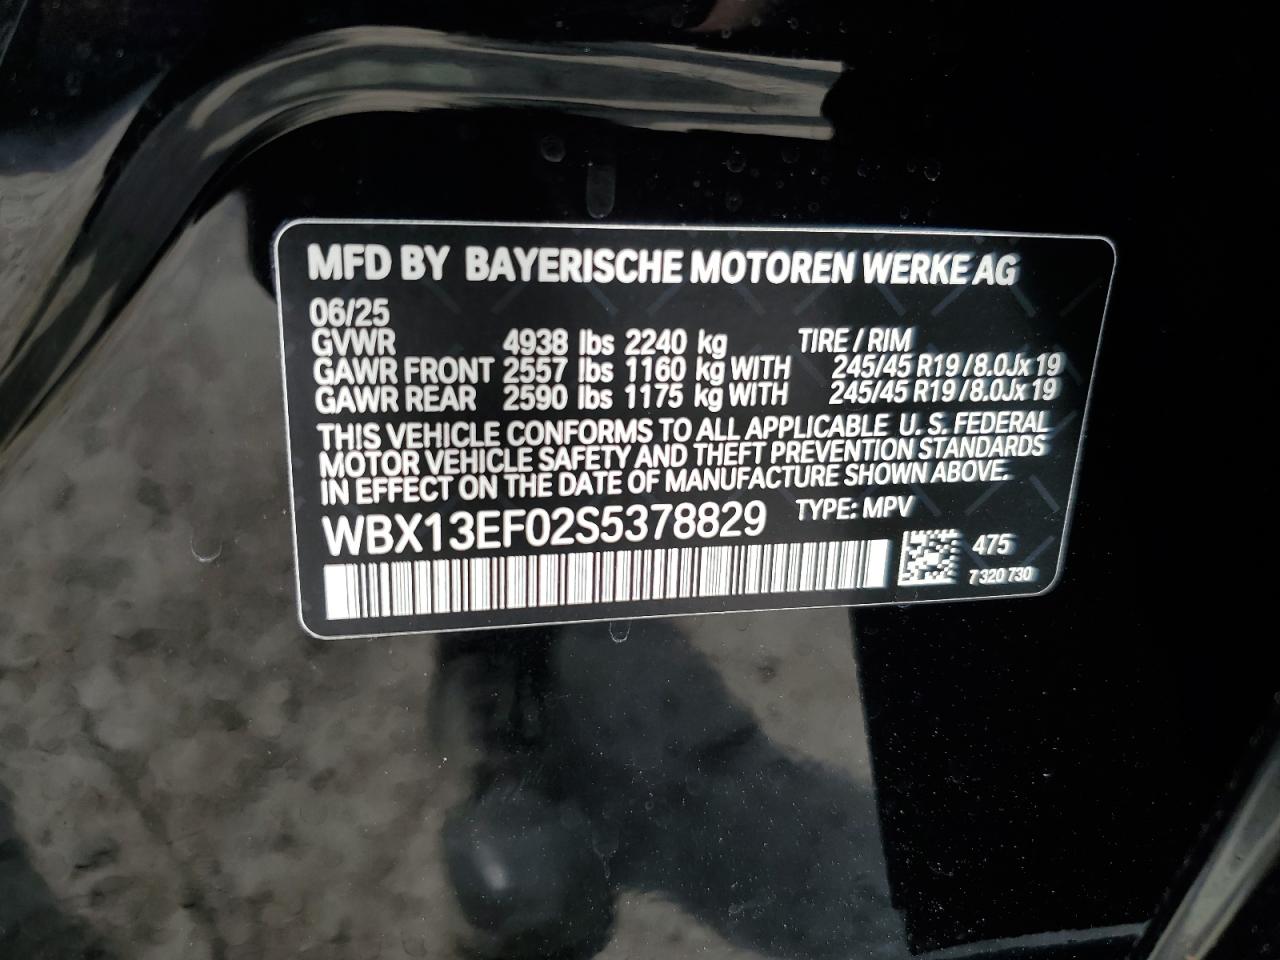 MFD BY BAYERISCHE MOTOREN WERKE AG
06/25
GVWR 4938 lbs 2240 kg TIRE / RIM
GAWR FRONT 2557 lbs 1160 kg WITH 245/45 R19 / 8.0Jx 19
GAWR REAR 2590 lbs 1175 kg WITH 245/45 R19 / 8.0Jx 19
THIS VEHICLE CONFORMS TO ALL APPLICABLE U. S. FEDERAL
MOTOR VEHICLE SAFETY AND THEFT PREVENTION STANDARDS
IN EFFECT ON THE DATE OF MANUFACTURE SHOWN ABOVE.
WBX13EF02S5378829 TYPE: MPV
475
7 320 730